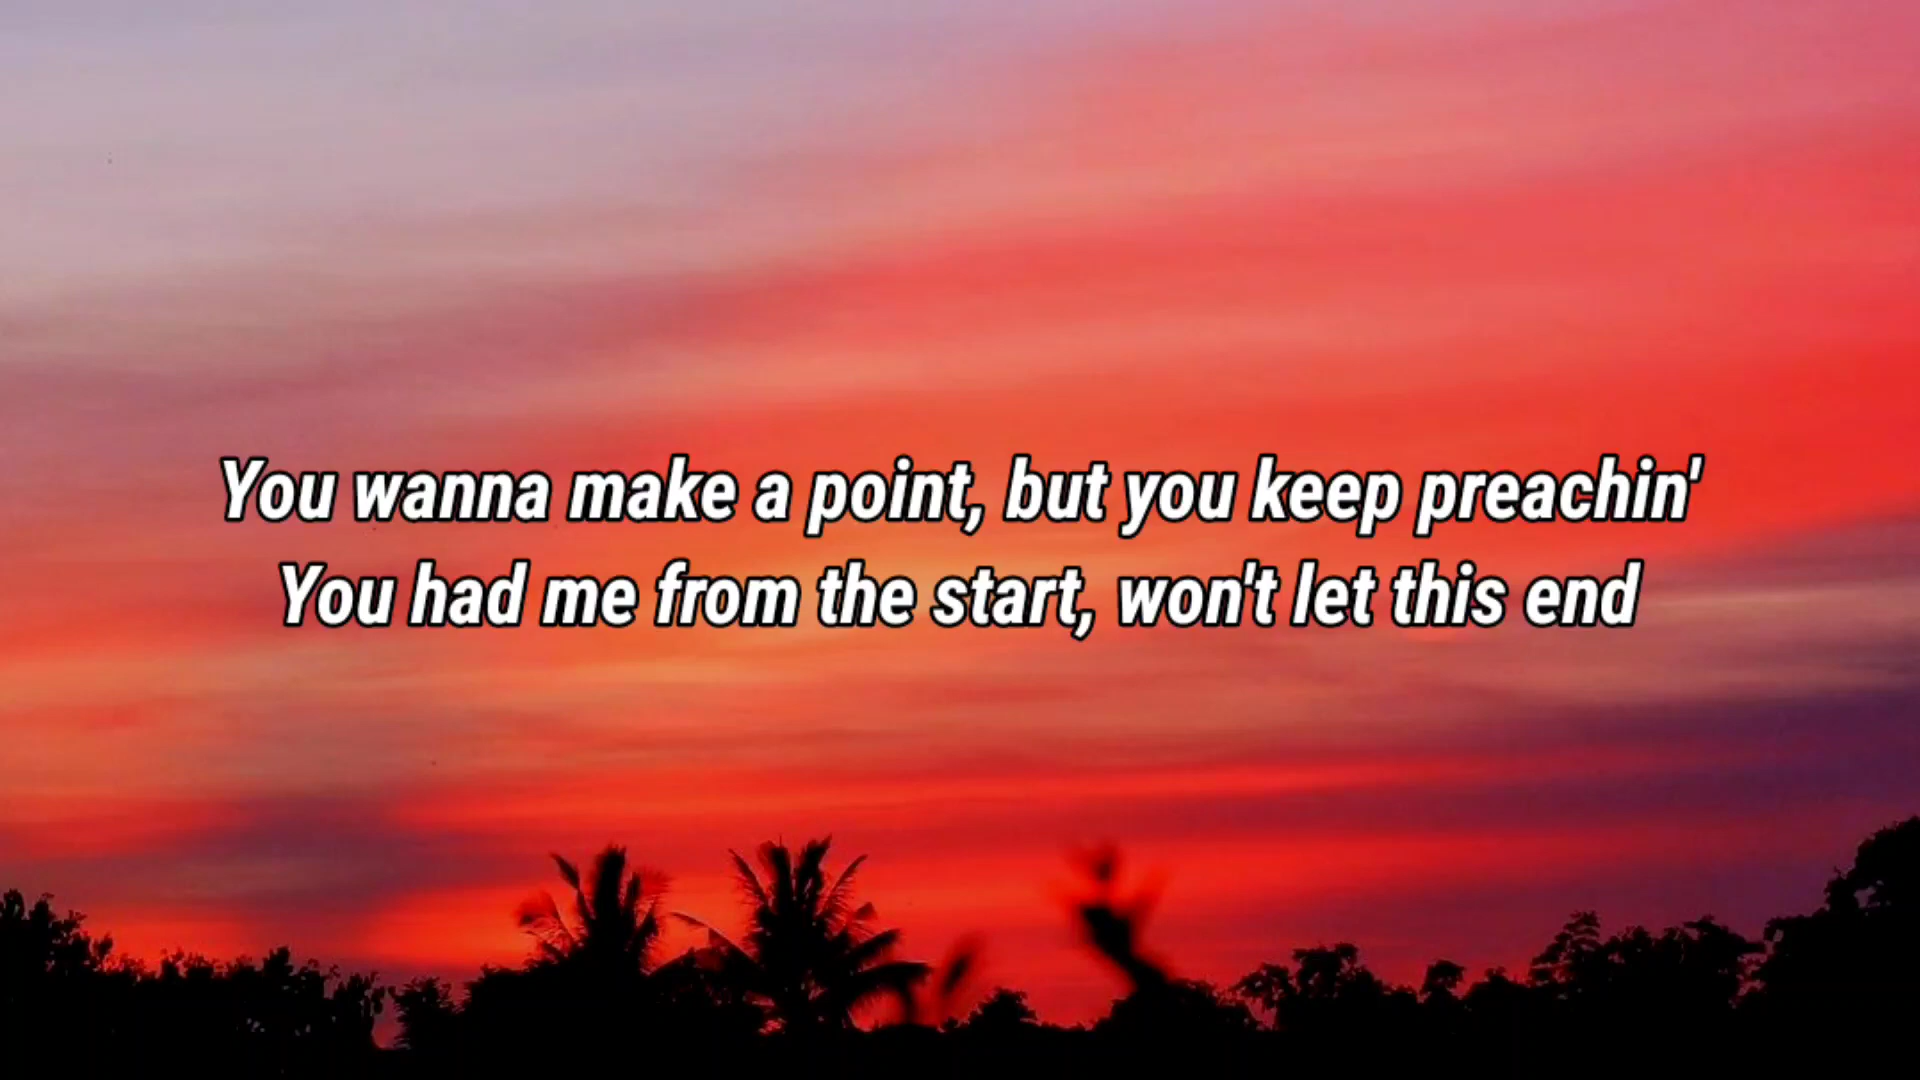 You wanna make a point, but you keep preachin'
You had me from the start, won't let this end